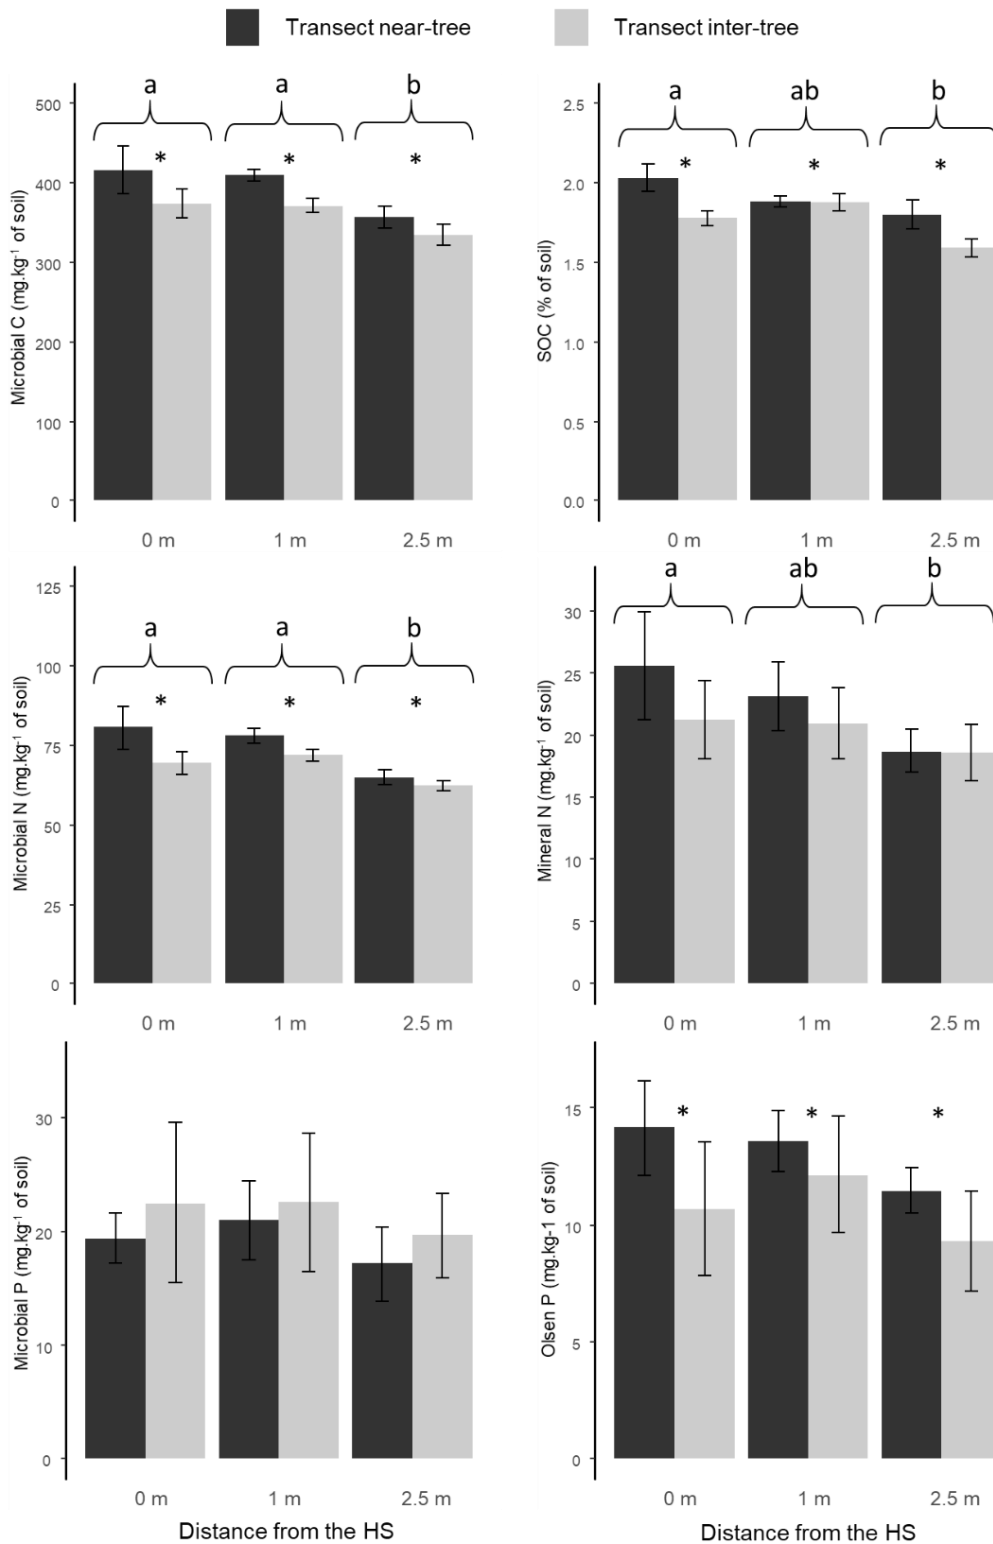 Transect near-tree Transect inter-tree
a a b
500
400
300
200
100
0
* * *
Microbial C (mg.kg⁻¹ of soil)
0 m 1 m 2.5 m
a ab b
2.5
2.0
1.5
1.0
0.5
0.0
* * *
SOC (% of soil)
0 m 1 m 2.5 m
125
100
75
50
25
0
a a b
* * *
Microbial N (mg.kg⁻¹ of soil)
0 m 1 m 2.5 m
a ab b
30
25
20
15
10
5
0
Mineral N (mg.kg⁻¹ of soil)
0 m 1 m 2.5 m
30
20
10
0
Microbial P (mg.kg⁻¹ of soil)
0 m 1 m 2.5 m
Distance from the HS
15
10
5
0
* * *
Olsen P (mg.kg-1 of soil)
0 m 1 m 2.5 m
Distance from the HS